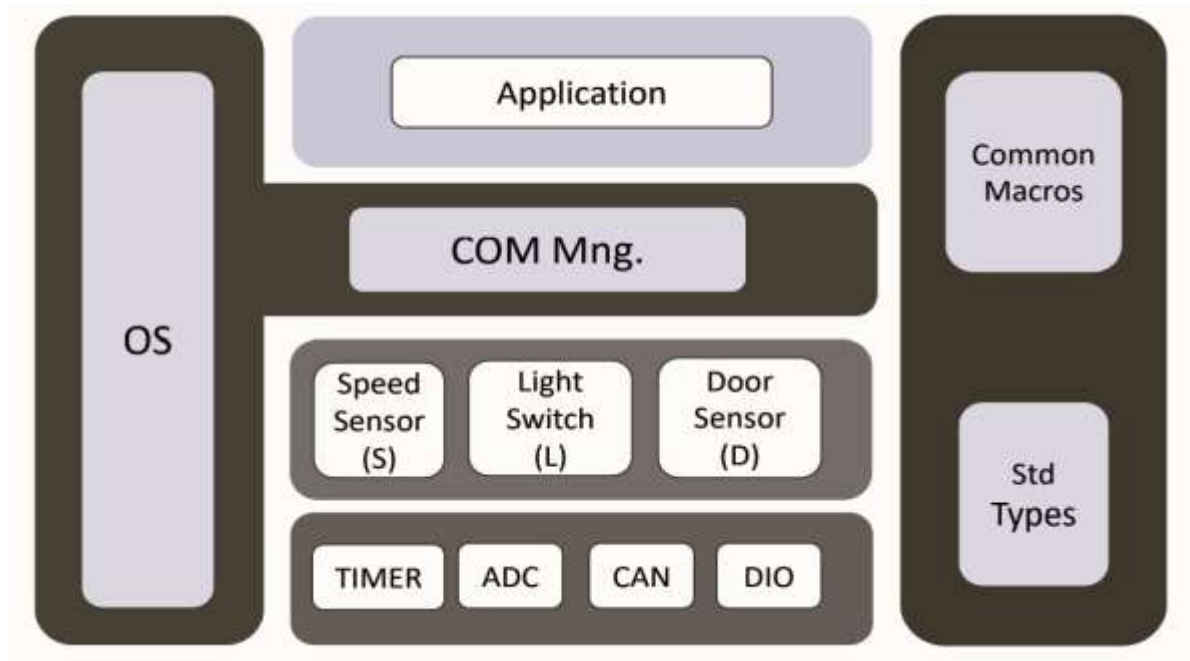 OS
Application
COM Mng.
Speed
Sensor
(S)
Light
Switch
(L)
Door
Sensor
(D)
TIMER
ADC
CAN
DIO
Common
Macros
Std
Types